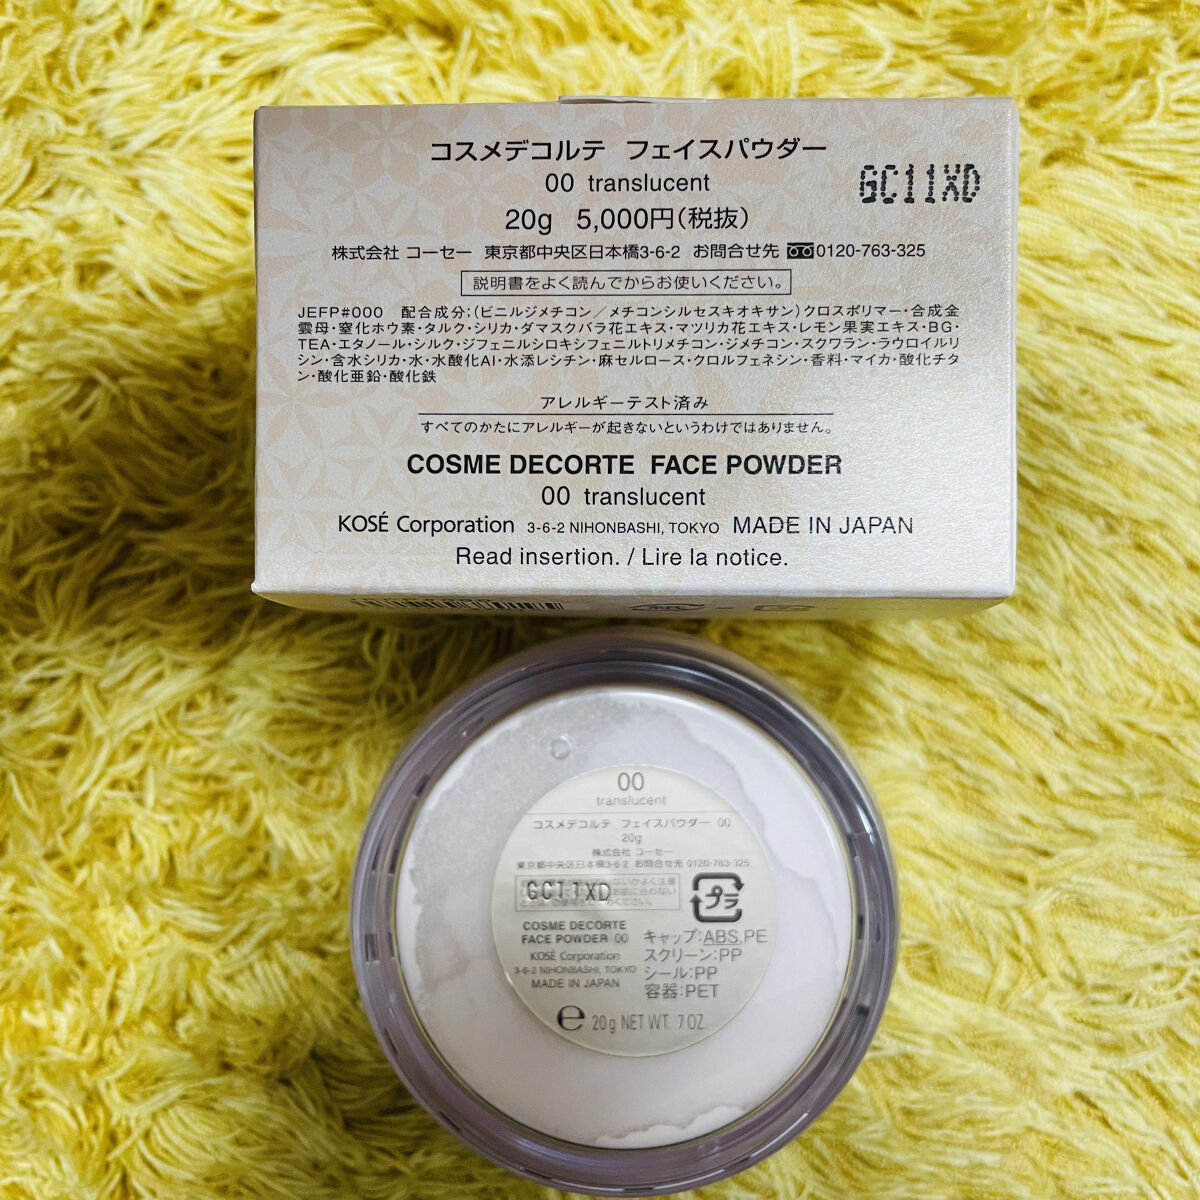 コスメデコルテ フェイスパウダー
00 translucent
GC11XD
20g 5,000円(税抜)
株式会社 コーセー 東京都中央区日本橋3-6-2 お問合せ先 0120-763-325
説明書をよく読んでからお使いください。
JEFP#000 配合成分:(ビニルジメチコン/メチコンシルセスキオキサン)クロスポリマー・合成金
雲母・窒化ホウ素・タルク・シリカ・ダマスクバラ花エキス・マツリカ花エキス・レモン果実エキス・BG・
TEA・エタノール・シルク・ジフェニルシロキシフェニルトリメチコン・ジメチコン・スクワラン・ラウロイルリ
シン・含水シリカ・水・水酸化Al・水添レシチン・麻セルロース・クロルフェネシン・香料・マイカ・酸化チタ
ン・酸化亜鉛・酸化鉄
アレルギーテスト済み
すべてのかたにアレルギーが起きないというわけではありません。
COSME DECORTE FACE POWDER
00 translucent
KOSÉ Corporation 3-6-2 NIHONBASHI, TOKYO MADE IN JAPAN
Read insertion. / Lire la notice.
00
translucent
コスメデコルテ フェイスパウダー 00
20g
株式会社 コーセー
東京都中央区日本橋3-6-2 お問合せ先 0120-763-325
GC11XD
プラ
COSME DECORTE
FACE POWDER 00
KOSÉ Corporation
3-6-2 NIHONBASHI, TOKYO
MADE IN JAPAN
キャップ:ABS,PE
スクリーン:PP
シール:PP
容器:PET
℮ 20g NET WT. .7 OZ.